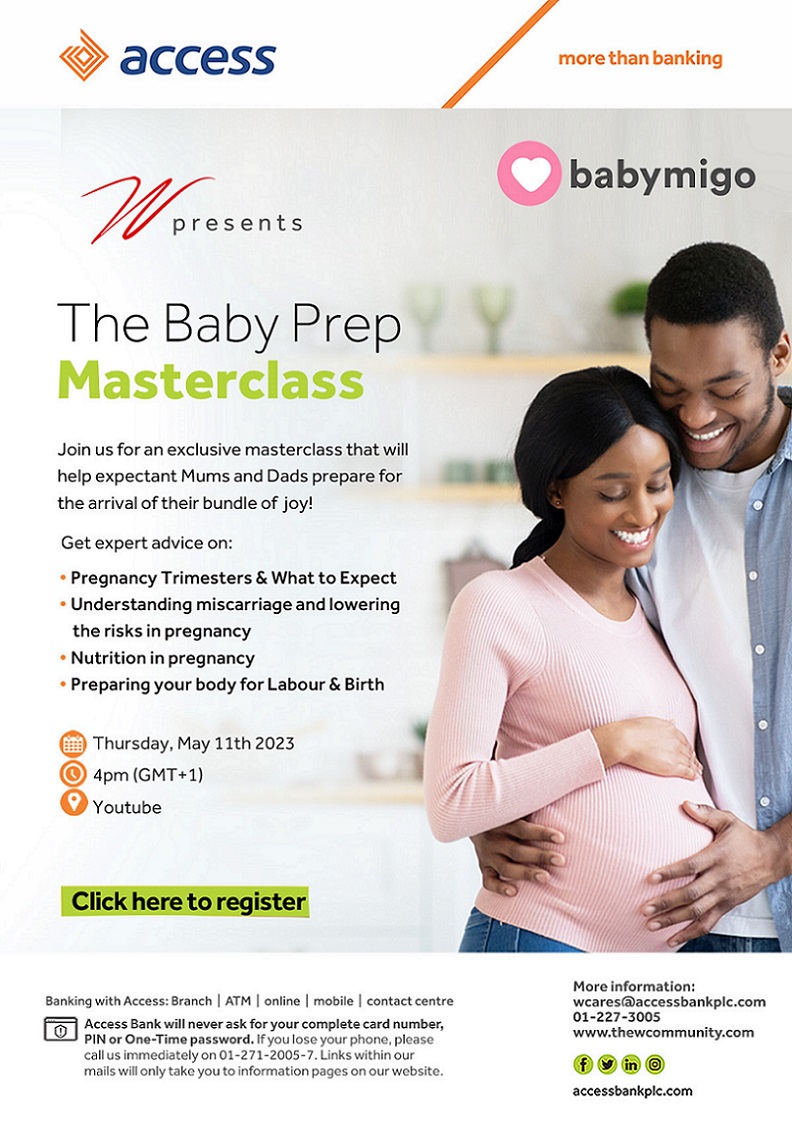 access
more than banking
babymigo
W presents
The Baby Prep
Masterclass
Join us for an exclusive masterclass that will
help expectant Mums and Dads prepare for
the arrival of their bundle of joy!
Get expert advice on:
• Pregnancy Trimesters & What to Expect
• Understanding miscarriage and lowering
the risks in pregnancy
• Nutrition in pregnancy
• Preparing your body for Labour & Birth
Thursday, May 11th 2023
4pm (GMT+1)
Youtube
Click here to register
Banking with Access: Branch | ATM | online | mobile | contact centre
Access Bank will never ask for your complete card number,
PIN or One-Time password. If you lose your phone, please
call us immediately on 01-271-2005-7. Links within our
mails will only take you to information pages on our website.
More information:
wcares@accessbankplc.com
01-227-3005
www.thewcommunity.com
accessbankplc.com